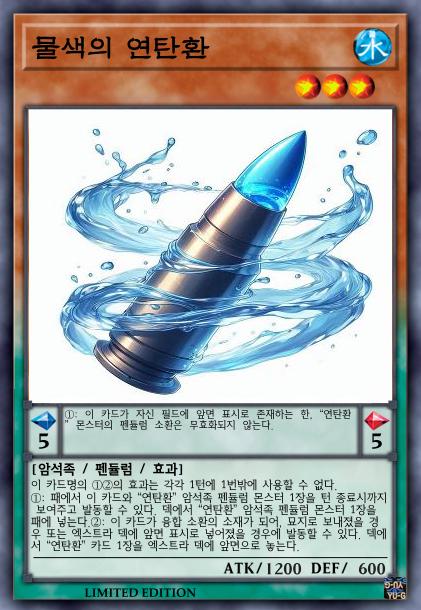 물색의 연탄환
水
①: 이 카드가 자신 필드에 앞면 표시로 존재하는 한, “연탄환
” 몬스터의 펜듈럼 소환은 무효화되지 않는다.
5
5
[암석족 / 펜듈럼 / 효과]
이 카드명의 ①②의 효과는 각각 1턴에 1번밖에 사용할 수 없다.
①: 패에서 이 카드와 “연탄환” 암석족 펜듈럼 몬스터 1장을 턴 종료시까지
보여주고 발동할 수 있다. 덱에서 “연탄환” 펜듈럼 몬스터 1장을
패에 넣는다.②: 이 카드가 융합 소환의 소재가 되어, 묘지로 보내졌을 경
우 또는 엑스트라 덱에 앞면 표시로 넣어졌을 경우에 발동할 수 있다. 덱에
서 “연탄환” 카드 1장을 엑스트라 덱에 앞면으로 놓는다.
ATK/1200 DEF/ 600
LIMITED EDITION